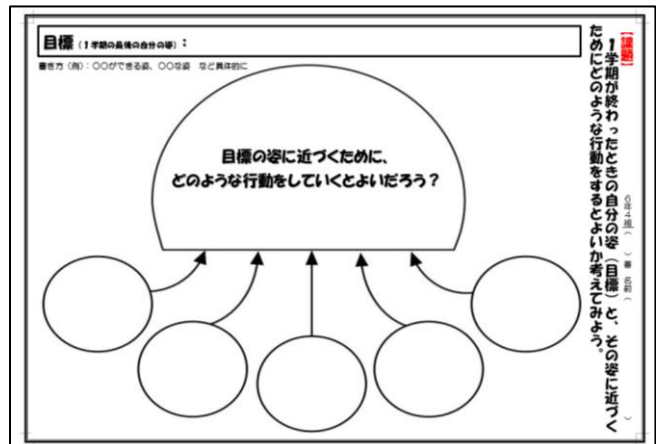 【課題】
１学期が終わったときの自分の姿（目標）と、その姿に近づく
ためにどのような行動をするとよいか考えてみよう。
６年４組（　　）番　名前（　　　　　　）
目標（１学期の最後の自分の姿）：
書き方（例）：○○ができる姿、○○な姿　など具体的に
目標の姿に近づくために、
どのような行動をしていくとよいだろう？